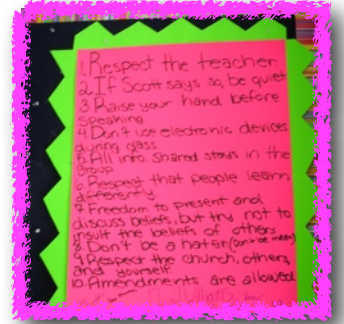 1. Respect the teacher
2. If Scott says so, be quiet
3. Raise your hand before
speaking
4. Don't use electronic devices
during class
5. All info. shared stays in the
group
6. Respect that people learn
differently
7. Freedom to present and
discuss beliefs, but try not to
insult the beliefs of others
8. Don't be a hater (don't be mean)
9. Respect the church, others,
and yourself
10. Amendments are allowed